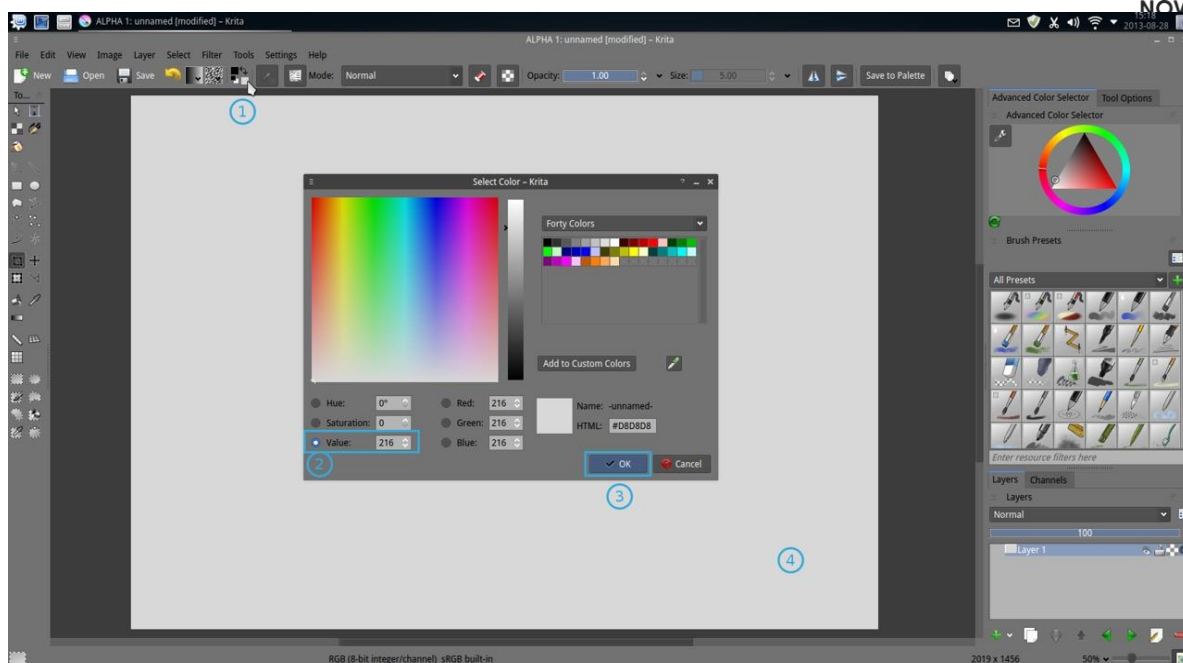 NOV
ALPHA 1: unnamed [modified] – Krita
15:18
2013-08-28
ALPHA 1: unnamed [modified] – Krita
File Edit View Image Layer Select Filter Tools Settings Help
New Open Save Mode: Normal Opacity: 1.00 Size: 5.00 Save to Palette
To...
1
Advanced Color Selector Tool Options
Advanced Color Selector
Select Color – Krita
Forty Colors
Add to Custom Colors
Hue: 0° Red: 216 Name: -unnamed-
Saturation: 0 Green: 216 HTML: #D8D8D8
Value: 216 Blue: 216
2
OK Cancel
3
4
Brush Presets
All Presets
Enter resource filters here
Layers Channels
Layers
Normal
100
Layer 1
RGB (8-bit integer/channel) sRGB built-in 2019 x 1456 50%